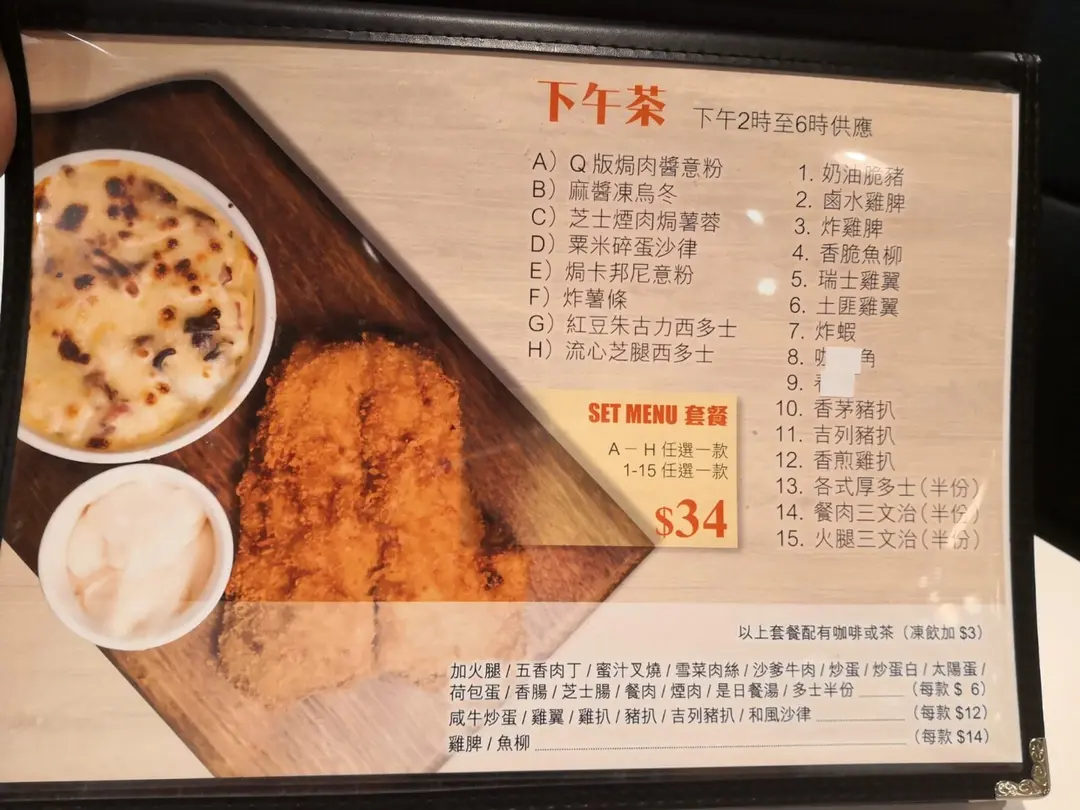 下午茶 下午2時至6時供應
A) Q版焗肉醬意粉
B) 麻醬凍烏冬
C) 芝士煙肉焗薯蓉
D) 粟米碎蛋沙律
E) 焗卡邦尼意粉
F) 炸薯條
G) 紅豆朱古力西多士
H) 流心芝腿西多士
1. 奶油脆豬
2. 鹵水雞脾
3. 炸雞脾
4. 香脆魚柳
5. 瑞士雞翼
6. 土匪雞翼
7. 炸蝦
8. 咖 角
9.
10. 香茅豬扒
11. 吉列豬扒
12. 香煎雞扒
13. 各式厚多士(半份)
14. 餐肉三文治(半份)
15. 火腿三文治(半份)
SET MENU 套餐
A－H 任選一款
1-15 任選一款
$34
以上套餐配有咖啡或茶（凍飲加 $3）
加火腿 / 五香肉丁 / 蜜汁叉燒 / 雪菜肉絲 / 沙爹牛肉 / 炒蛋 / 炒蛋白 / 太陽蛋 /
荷包蛋 / 香腸 / 芝士腸 / 餐肉 / 煙肉 / 是日餐湯 / 多士半份 （每款 $ 6）
咸牛炒蛋 / 雞翼 / 雞扒 / 豬扒 / 吉列豬扒 / 和風沙律 （每款 $12）
雞脾 / 魚柳 （每款 $14）